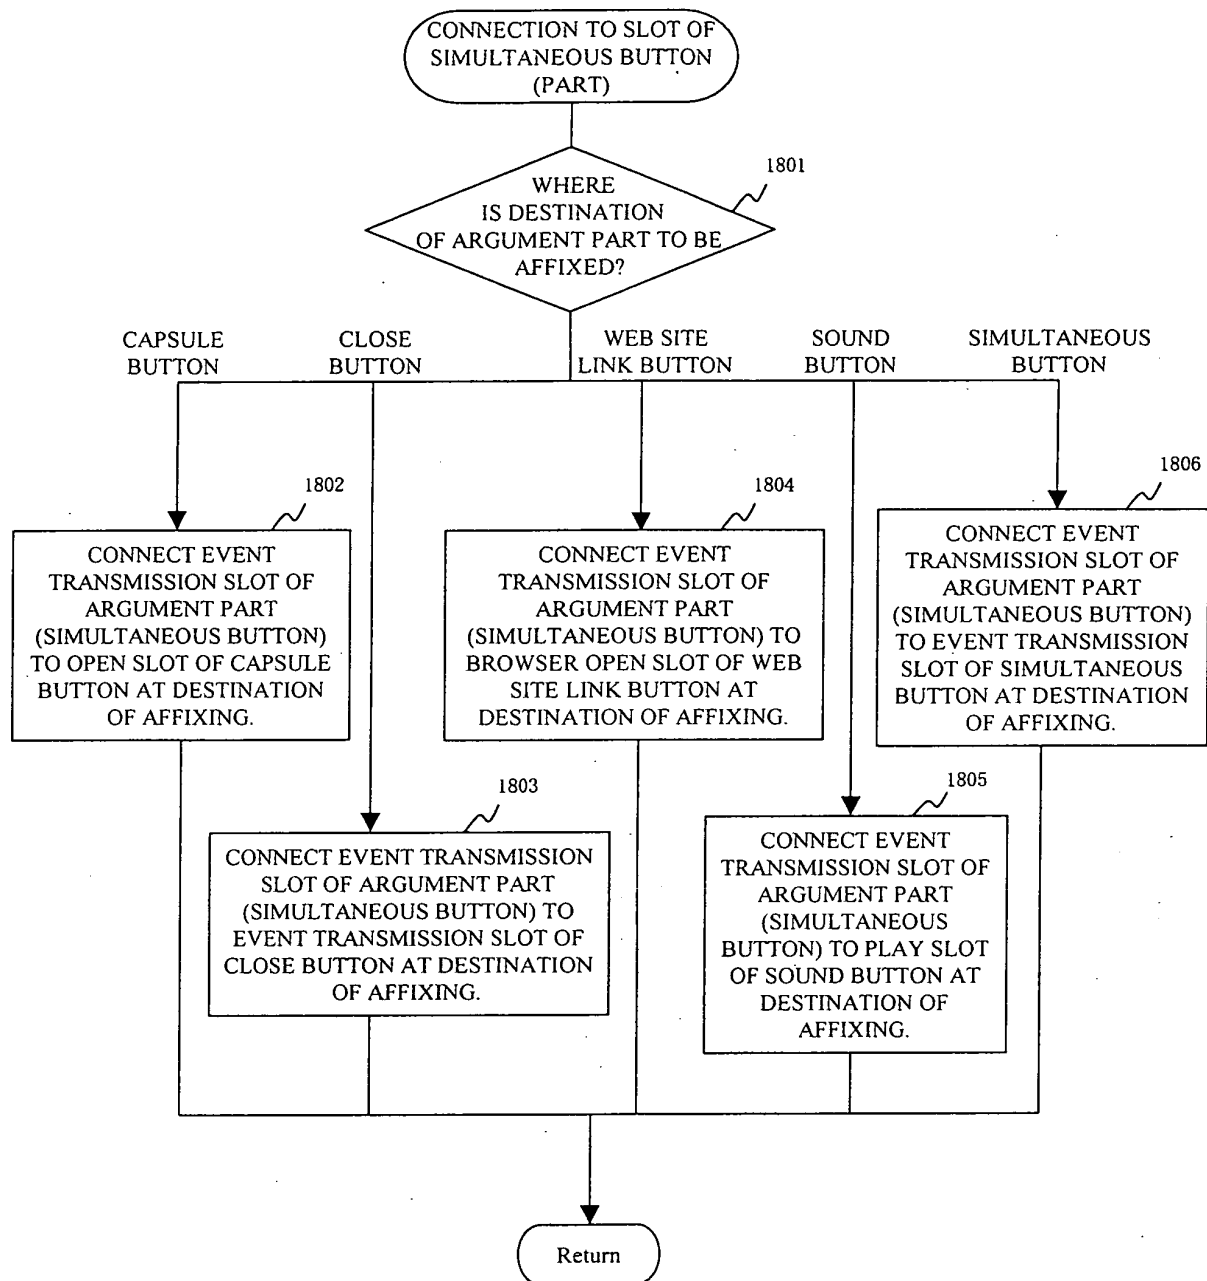 CONNECTION TO SLOT OF
SIMULTANEOUS BUTTON
(PART)
1801
WHERE
IS DESTINATION
OF ARGUMENT PART TO BE
AFFIXED?
CAPSULE
BUTTON
CLOSE
BUTTON
WEB SITE
LINK BUTTON
SOUND
BUTTON
SIMULTANEOUS
BUTTON
1802
CONNECT EVENT
TRANSMISSION SLOT OF
ARGUMENT PART
(SIMULTANEOUS BUTTON)
TO OPEN SLOT OF CAPSULE
BUTTON AT DESTINATION
OF AFFIXING.
1804
CONNECT EVENT
TRANSMISSION SLOT OF
ARGUMENT PART
(SIMULTANEOUS BUTTON) TO
BROWSER OPEN SLOT OF WEB
SITE LINK BUTTON AT
DESTINATION OF AFFIXING.
1806
CONNECT EVENT
TRANSMISSION SLOT OF
ARGUMENT PART
(SIMULTANEOUS BUTTON)
TO EVENT TRANSMISSION
SLOT OF SIMULTANEOUS
BUTTON AT DESTINATION
OF AFFIXING.
1803
CONNECT EVENT TRANSMISSION
SLOT OF ARGUMENT PART
(SIMULTANEOUS BUTTON) TO
EVENT TRANSMISSION SLOT OF
CLOSE BUTTON AT DESTINATION
OF AFFIXING.
1805
CONNECT EVENT
TRANSMISSION SLOT OF
ARGUMENT PART
(SIMULTANEOUS
BUTTON) TO PLAY SLOT
OF SOUND BUTTON AT
DESTINATION OF
AFFIXING.
Return